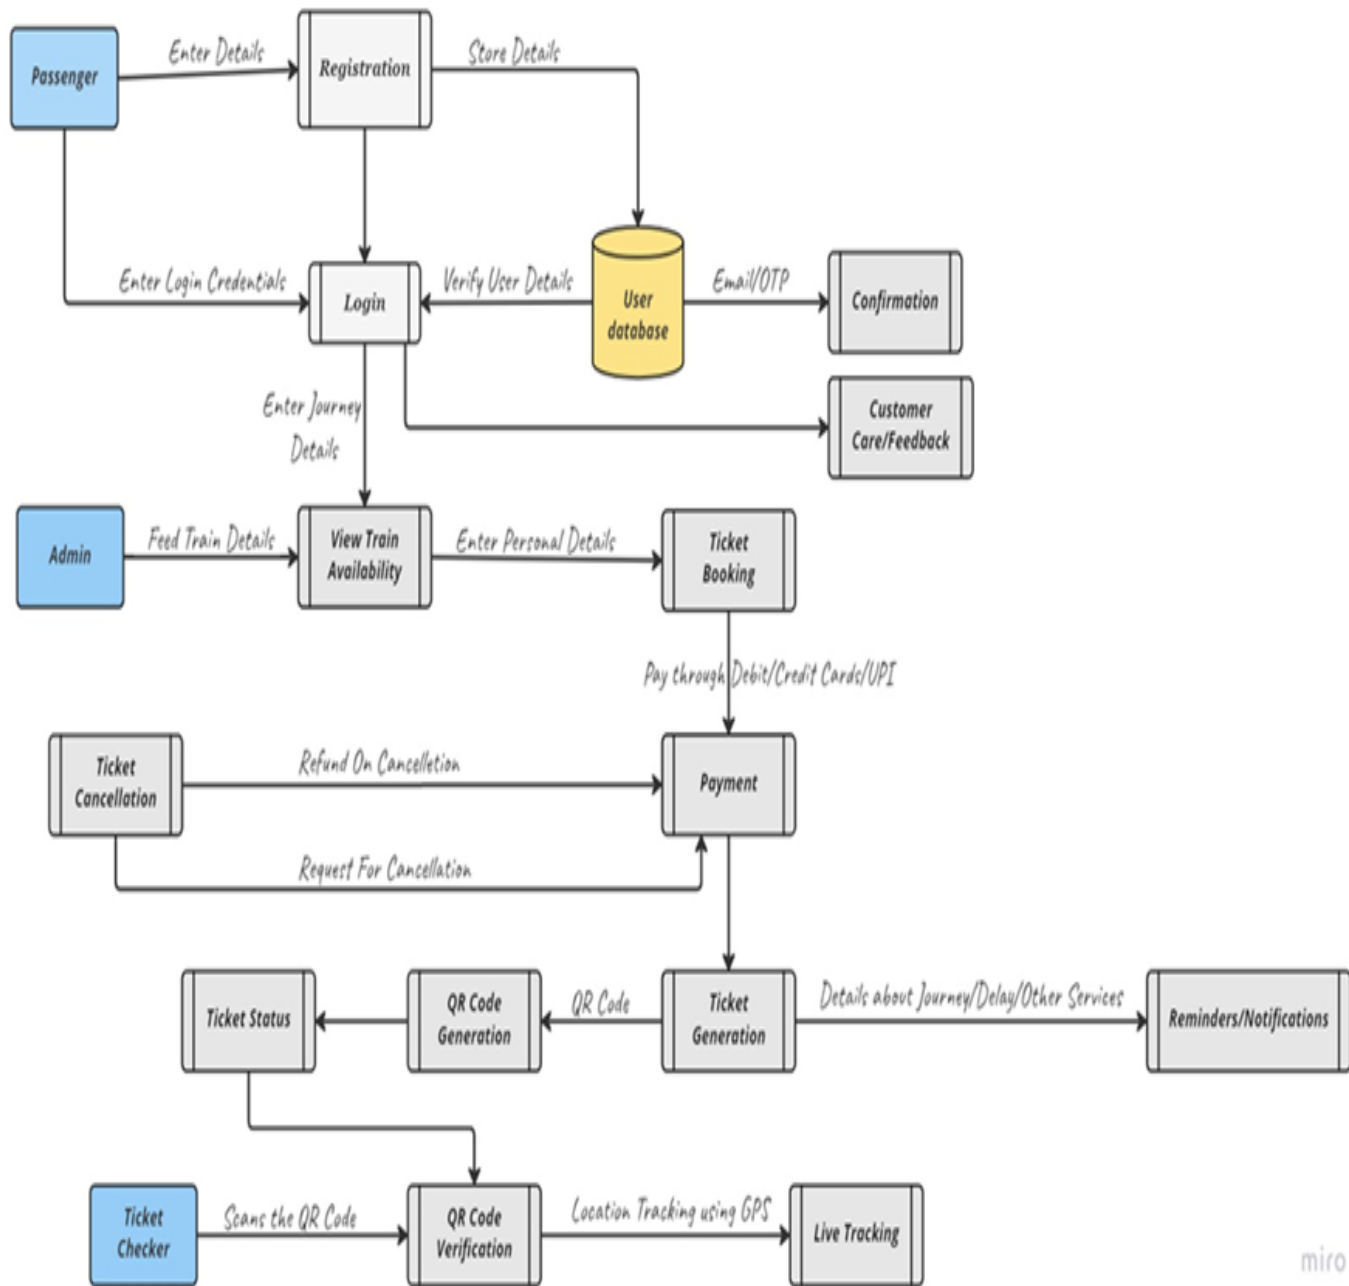 Enter Details
Store Details
Passenger
Registration
Enter Login Credentials
Verify User Details
Email/OTP
Login
User
database
Confirmation
Enter Journey
Details
Customer
Care/Feedback
Admin
Feed Train Details
View Train
Availability
Enter Personal Details
Ticket
Booking
Pay through Debit/Credit Cards/UPI
Ticket
Cancellation
Refund On Cancelletion
Payment
Request For Cancellation
Ticket Status
QR Code
Generation
QR Code
Ticket
Generation
Details about Journey/Delay/Other Services
Reminders/Notifications
Ticket
Checker
Scans the QR Code
QR Code
Verification
Location Tracking using GPS
Live Tracking
miro